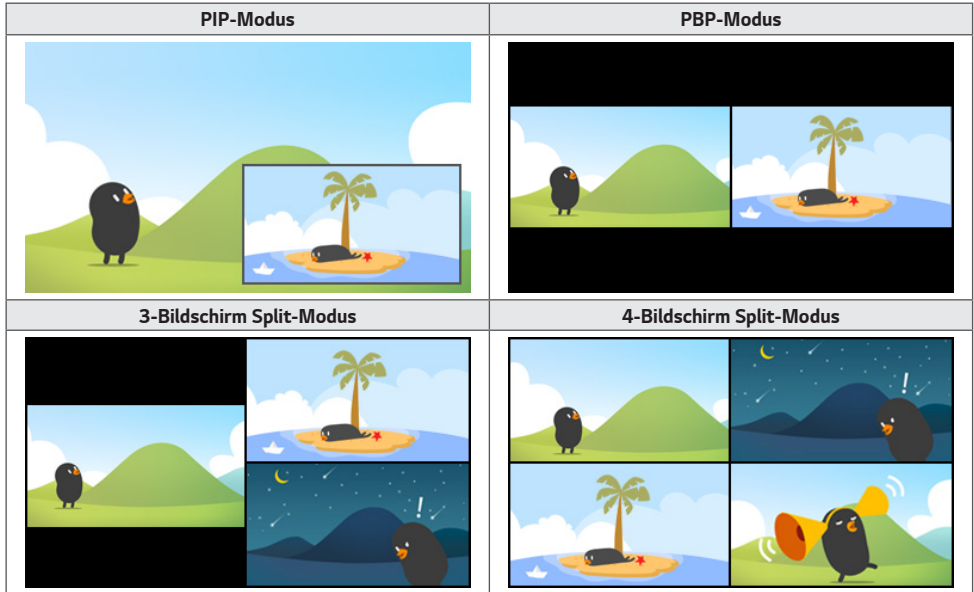 PIP-Modus
PBP-Modus
3-Bildschirm Split-Modus
4-Bildschirm Split-Modus
!
!